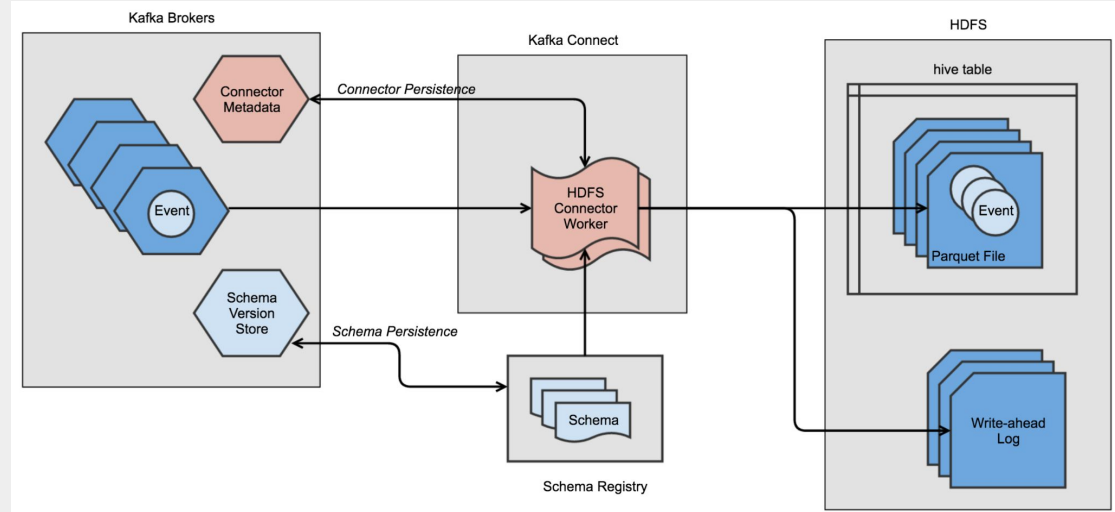 Kafka Brokers
Connector
Metadata
Event
Schema
Version
Store
Connector Persistence
Schema Persistence
Kafka Connect
HDFS
Connector
Worker
Schema
Schema Registry
HDFS
hive table
Event
Parquet File
Write-ahead
Log